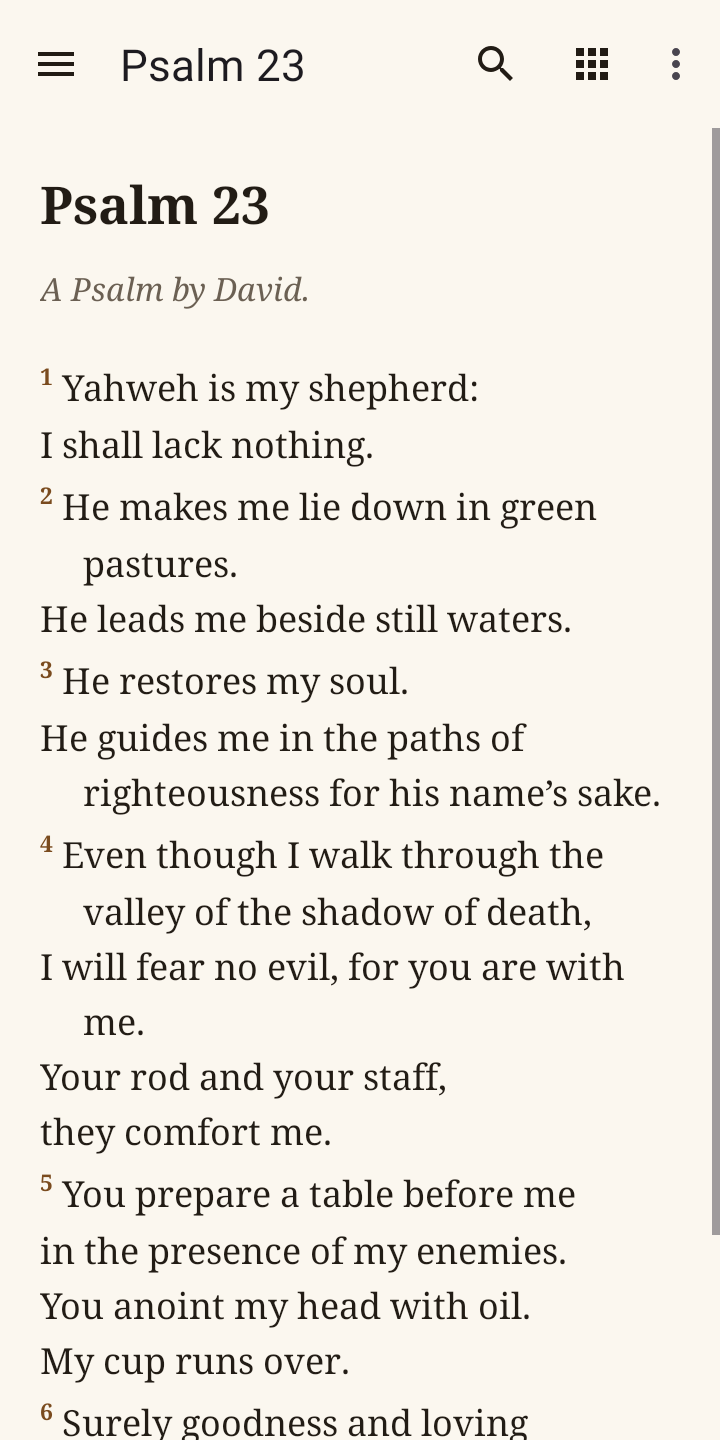 Psalm 23
Psalm 23
A Psalm by David.
1 Yahweh is my shepherd:
I shall lack nothing.
2 He makes me lie down in green
pastures.
He leads me beside still waters.
3 He restores my soul.
He guides me in the paths of
righteousness for his name’s sake.
4 Even though I walk through the
valley of the shadow of death,
I will fear no evil, for you are with
me.
Your rod and your staff,
they comfort me.
5 You prepare a table before me
in the presence of my enemies.
You anoint my head with oil.
My cup runs over.
6 Surely goodness and loving